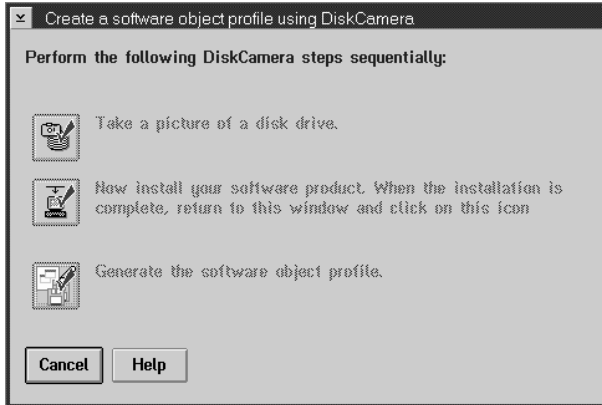 Create a software object profile using DiskCamera
Perform the following DiskCamera steps sequentially:
Take a picture of a disk drive.
Now install your software product. When the installation is
complete, return to this window and click on this icon
Generate the software object profile.
Cancel Help